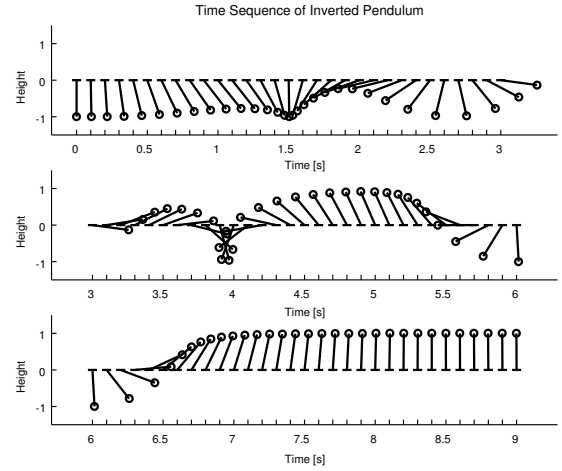 Time Sequence of Inverted Pendulum
1
0
-1
Height
0 0.5 1 1.5 2 2.5 3
Time [s]
1
0
-1
Height
3 3.5 4 4.5 5 5.5 6
Time [s]
1
0
-1
Height
6 6.5 7 7.5 8 8.5 9
Time [s]